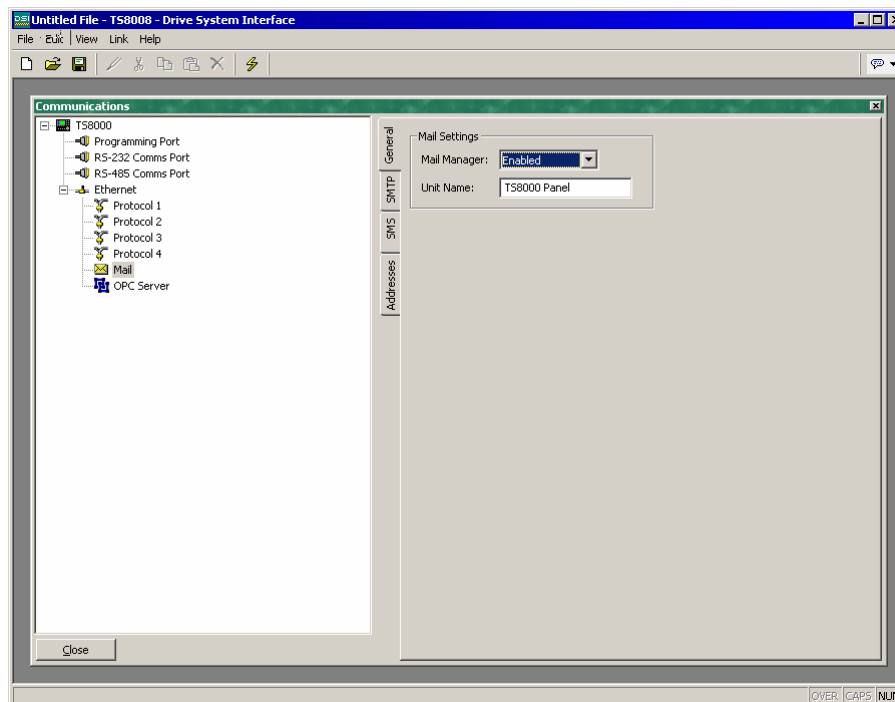 DSI Untitled File - TS8008 - Drive System Interface
File Edit View Link Help
Communications
TS8000
Programming Port
RS-232 Comms Port
RS-485 Comms Port
Ethernet
Protocol 1
Protocol 2
Protocol 3
Protocol 4
Mail
OPC Server
General
SMTP
SMS
Addresses
Mail Settings
Mail Manager: Enabled
Unit Name: TS8000 Panel
Close
OVER CAPS NUM